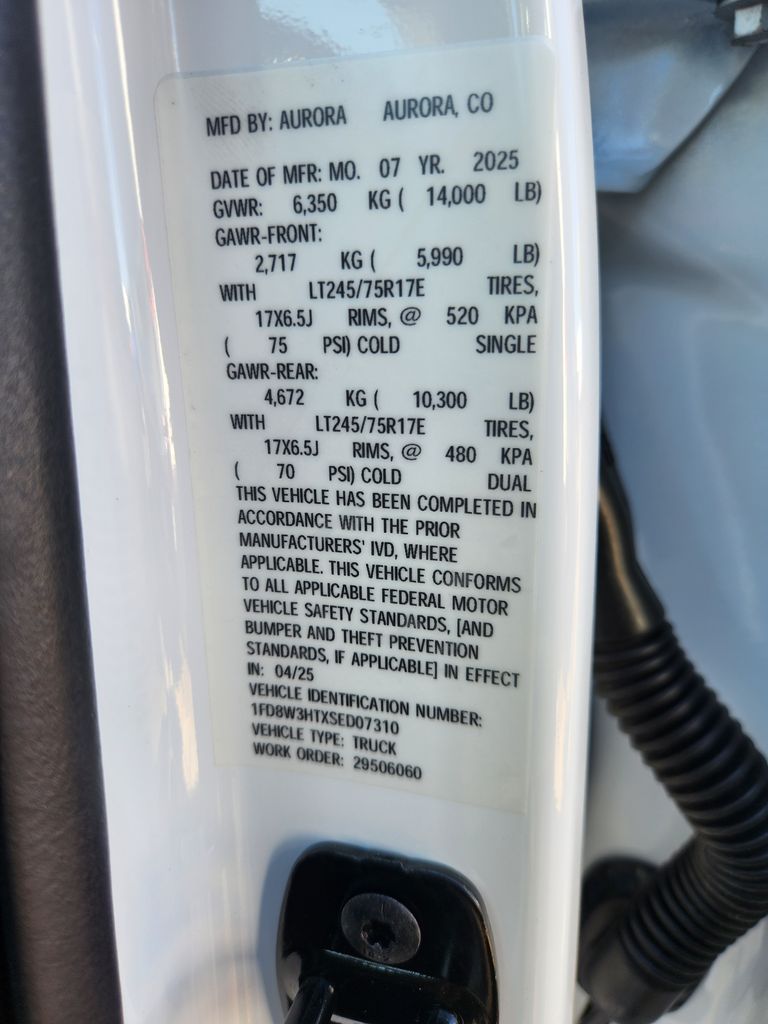 MFD BY: AURORA AURORA, CO
DATE OF MFR: MO. 07 YR. 2025
GVWR: 6,350 KG ( 14,000 LB)
GAWR-FRONT:
2,717 KG ( 5,990 LB)
WITH LT245/75R17E TIRES,
17X6.5J RIMS, @ 520 KPA
( 75 PSI) COLD SINGLE
GAWR-REAR:
4,672 KG ( 10,300 LB)
WITH LT245/75R17E TIRES,
17X6.5J RIMS, @ 480 KPA
( 70 PSI) COLD DUAL
THIS VEHICLE HAS BEEN COMPLETED IN
ACCORDANCE WITH THE PRIOR
MANUFACTURERS' IVD, WHERE
APPLICABLE. THIS VEHICLE CONFORMS
TO ALL APPLICABLE FEDERAL MOTOR
VEHICLE SAFETY STANDARDS, [AND
BUMPER AND THEFT PREVENTION
STANDARDS, IF APPLICABLE] IN EFFECT
IN: 04/25
VEHICLE IDENTIFICATION NUMBER:
1FD8W3HTXSED07310
VEHICLE TYPE: TRUCK
WORK ORDER: 29506060